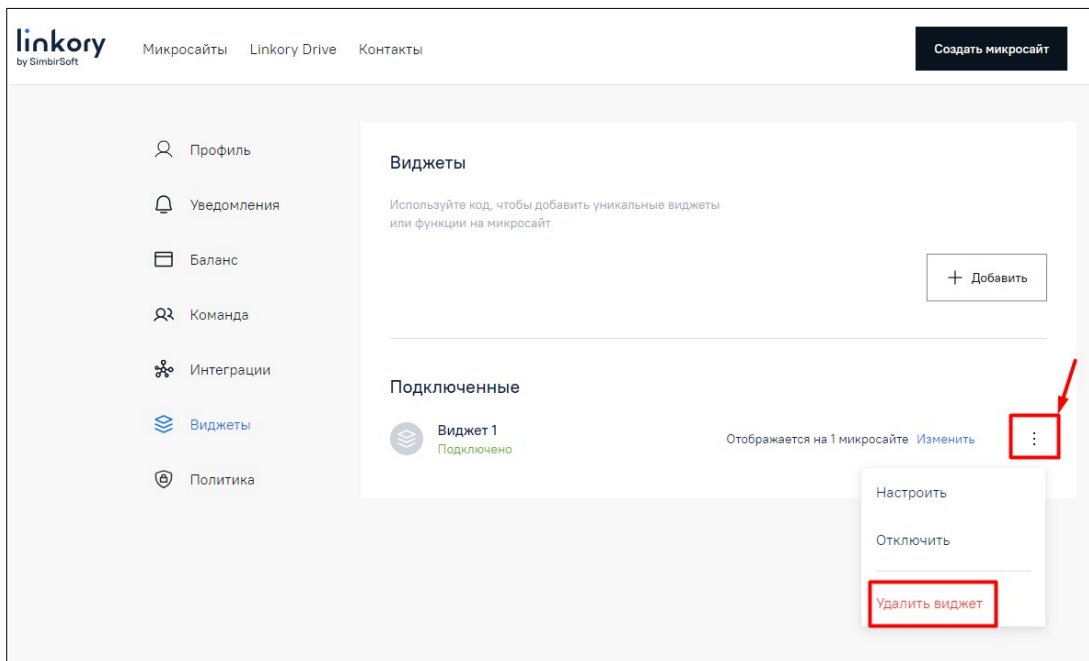 linkory
by SimbirSoft
Микросайты Linkory Drive Контакты
Создать микросайт
Профиль
Уведомления
Баланс
Команда
Интеграции
Виджеты
Политика
Виджеты
Используйте код, чтобы добавить уникальные виджеты
или функции на микросайт
+ Добавить
Подключенные
Виджет 1
Подключено
Отображается на 1 микросайте Изменить
Настроить
Отключить
Удалить виджет